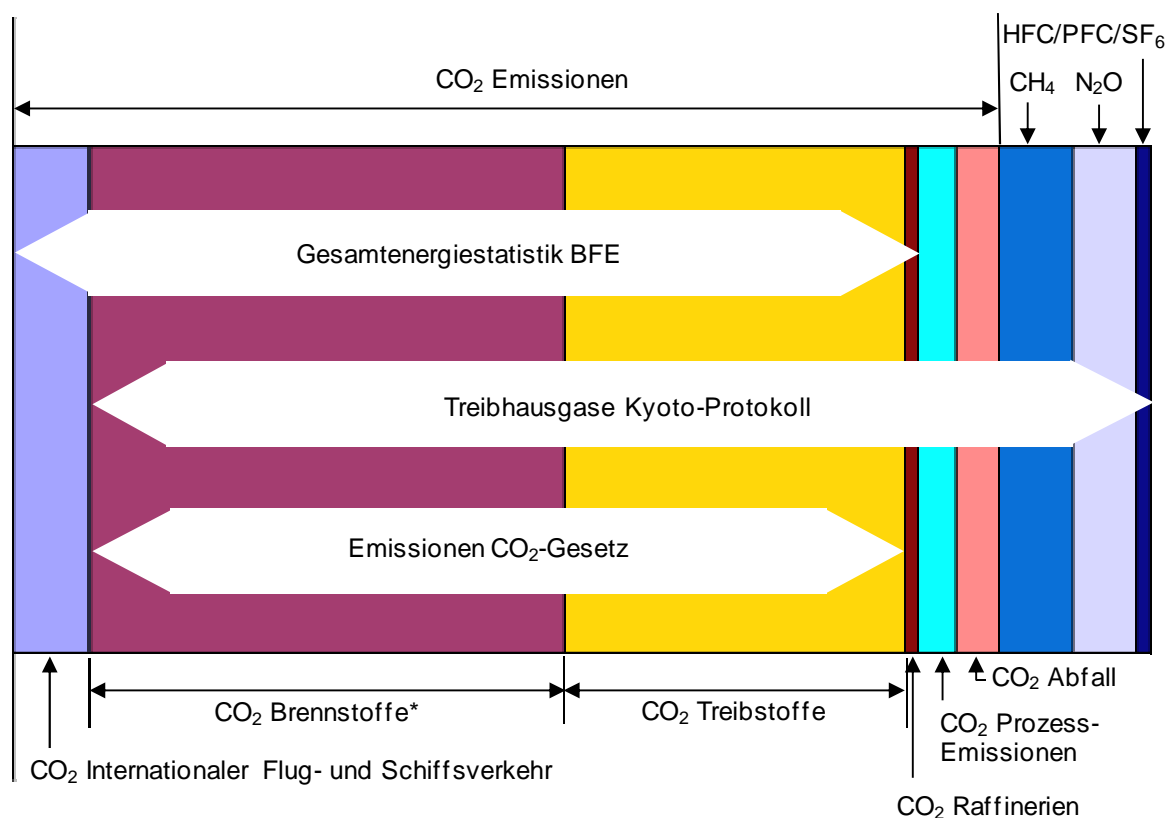 HFC/PFC/SF₆
CO₂ Emissionen
CH₄ N₂O
Gesamtenergiestatistik BFE
Treibhausgase Kyoto-Protokoll
Emissionen CO₂-Gesetz
CO₂ Abfall
CO₂ Brennstoffe*
CO₂ Treibstoffe
CO₂ Prozess-
Emissionen
CO₂ Internationaler Flug- und Schiffsverkehr
CO₂ Raffinerien